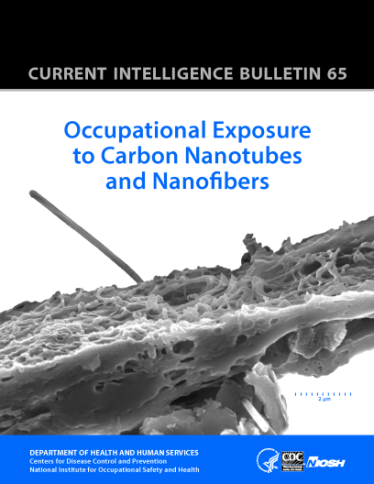 CURRENT INTELLIGENCE BULLETIN 65
Occupational Exposure
to Carbon Nanotubes
and Nanofibers
2 µm
DEPARTMENT OF HEALTH AND HUMAN SERVICES
Centers for Disease Control and Prevention
National Institute for Occupational Safety and Health
CDC
NIOSH